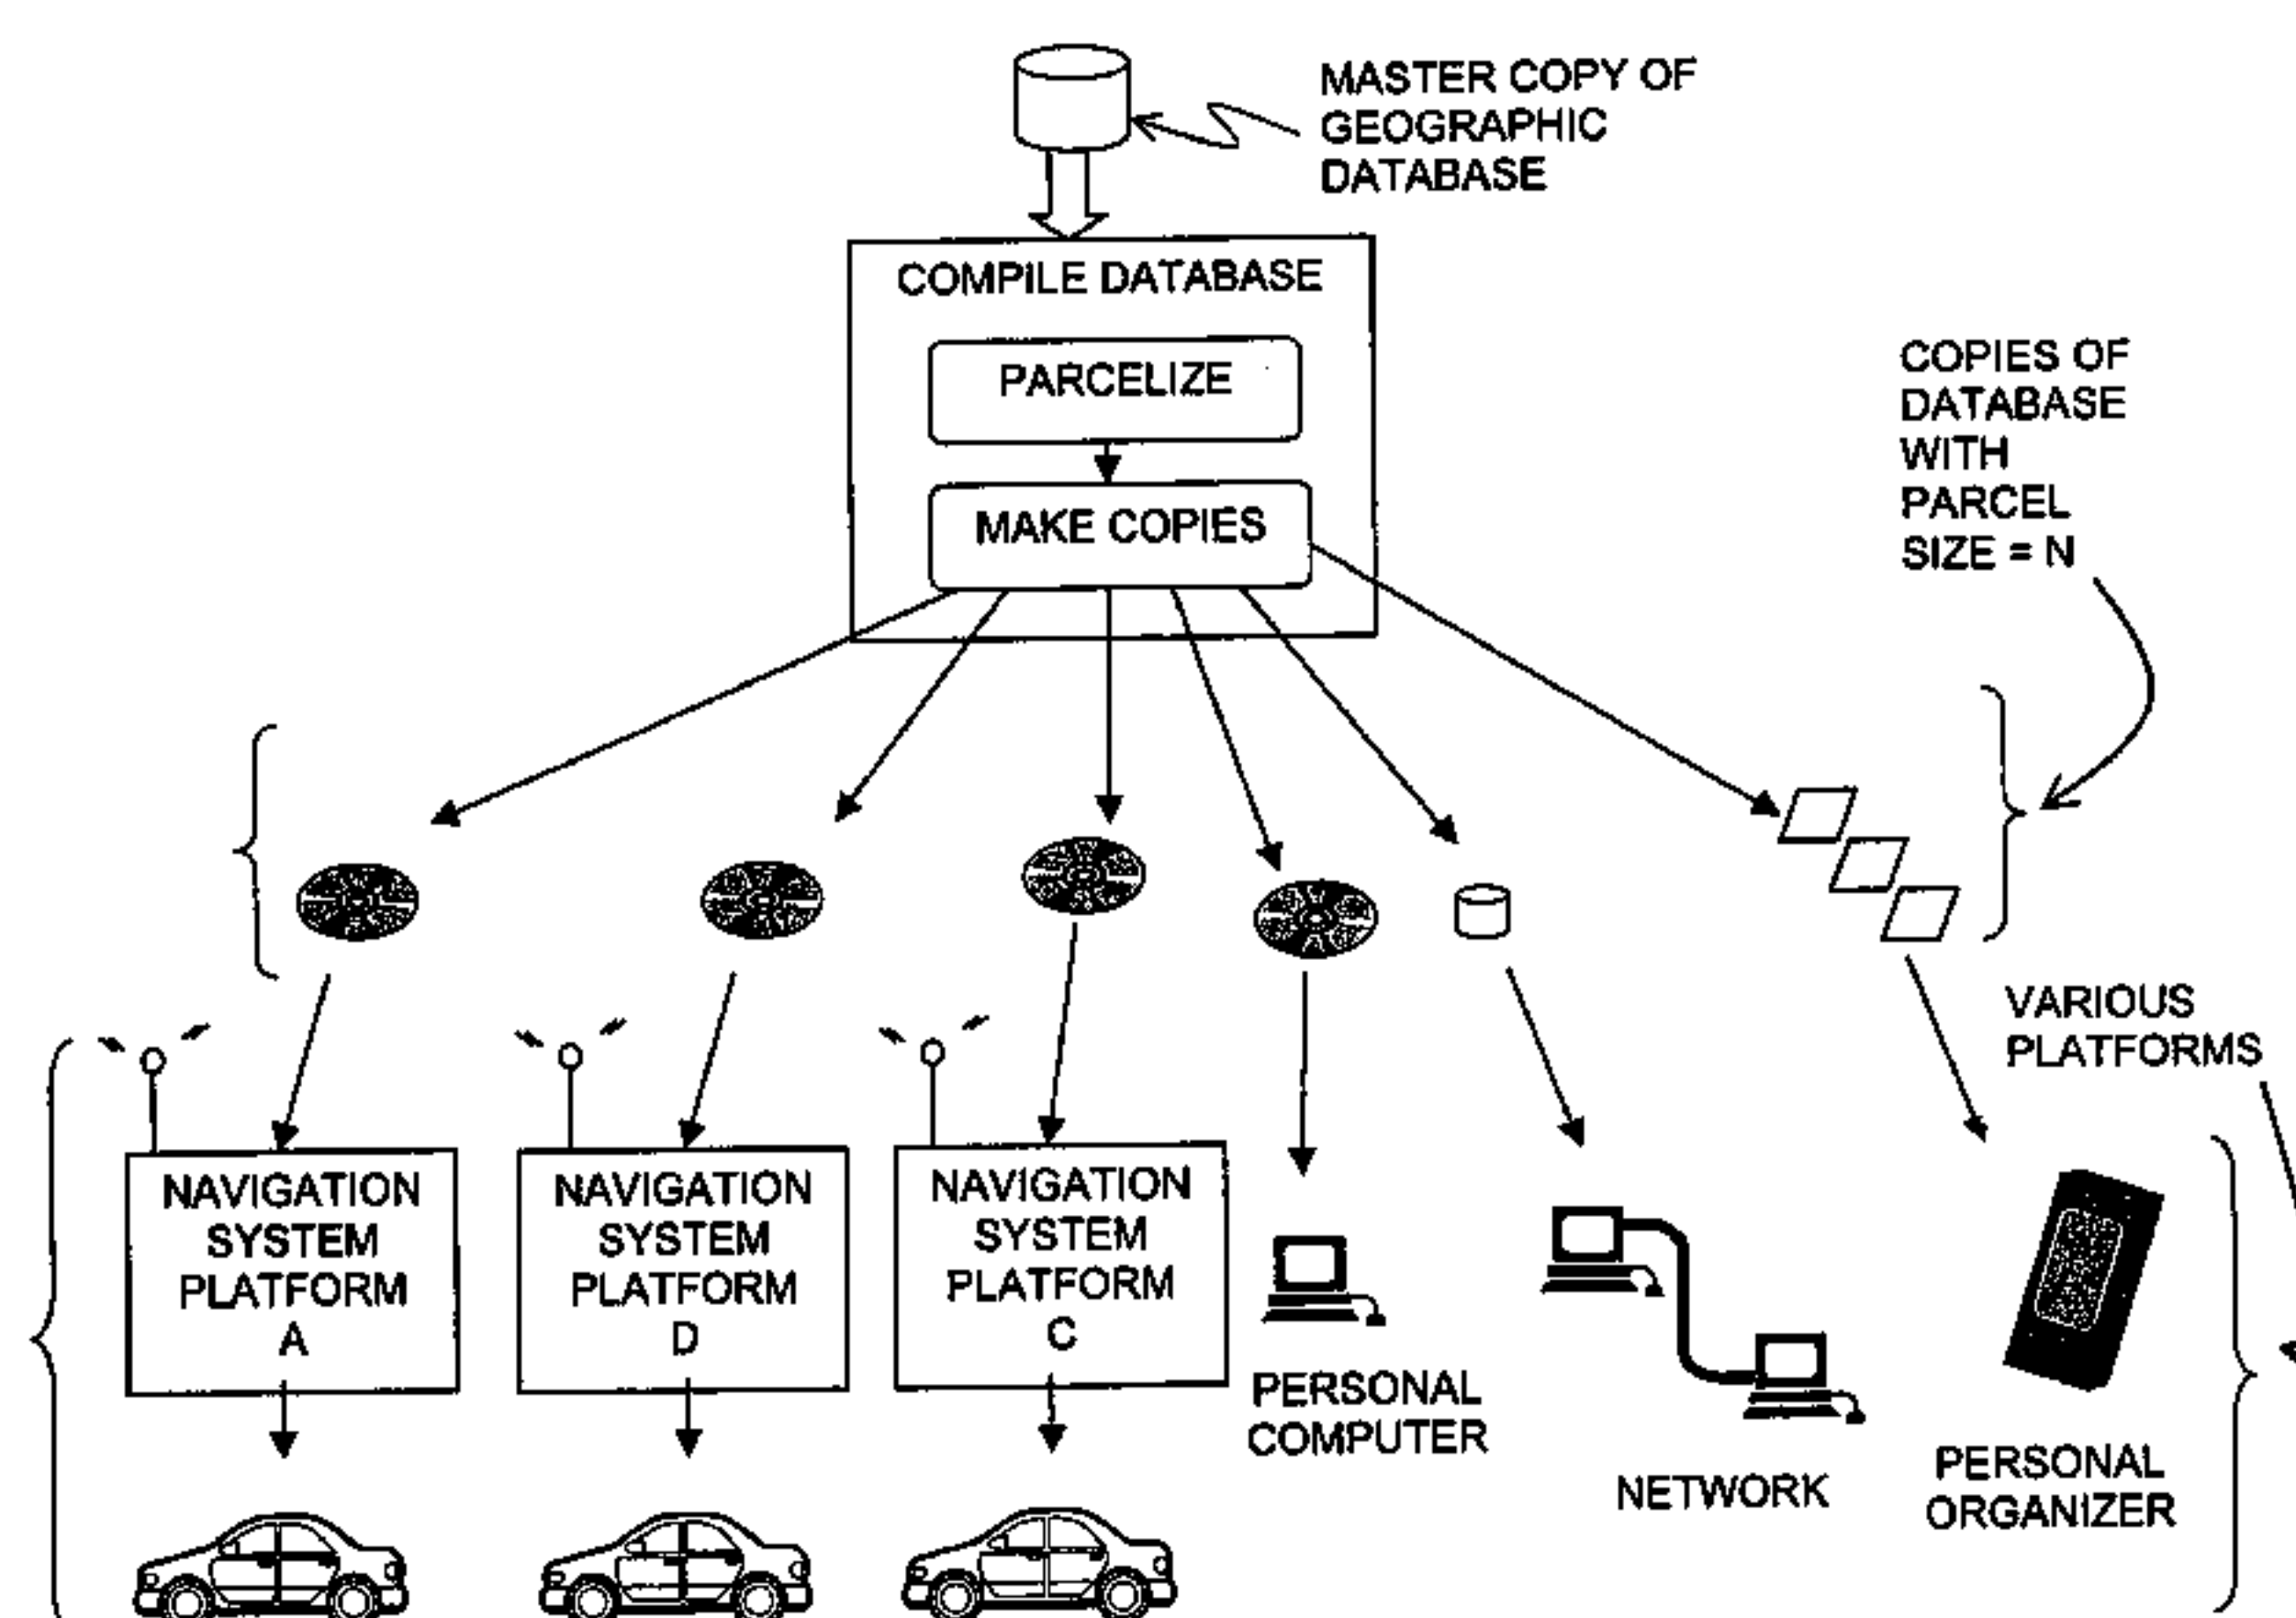 MASTER COPY OF
GEOGRAPHIC
DATABASE
COMPILE DATABASE
PARCELIZE
MAKE COPIES
COPIES OF
DATABASE
WITH
PARCEL
SIZE = N
VARIOUS
PLATFORMS
NAVIGATION
SYSTEM
PLATFORM
A
NAVIGATION
SYSTEM
PLATFORM
D
NAVIGATION
SYSTEM
PLATFORM
C
PERSONAL
COMPUTER
NETWORK
PERSONAL
ORGANIZER